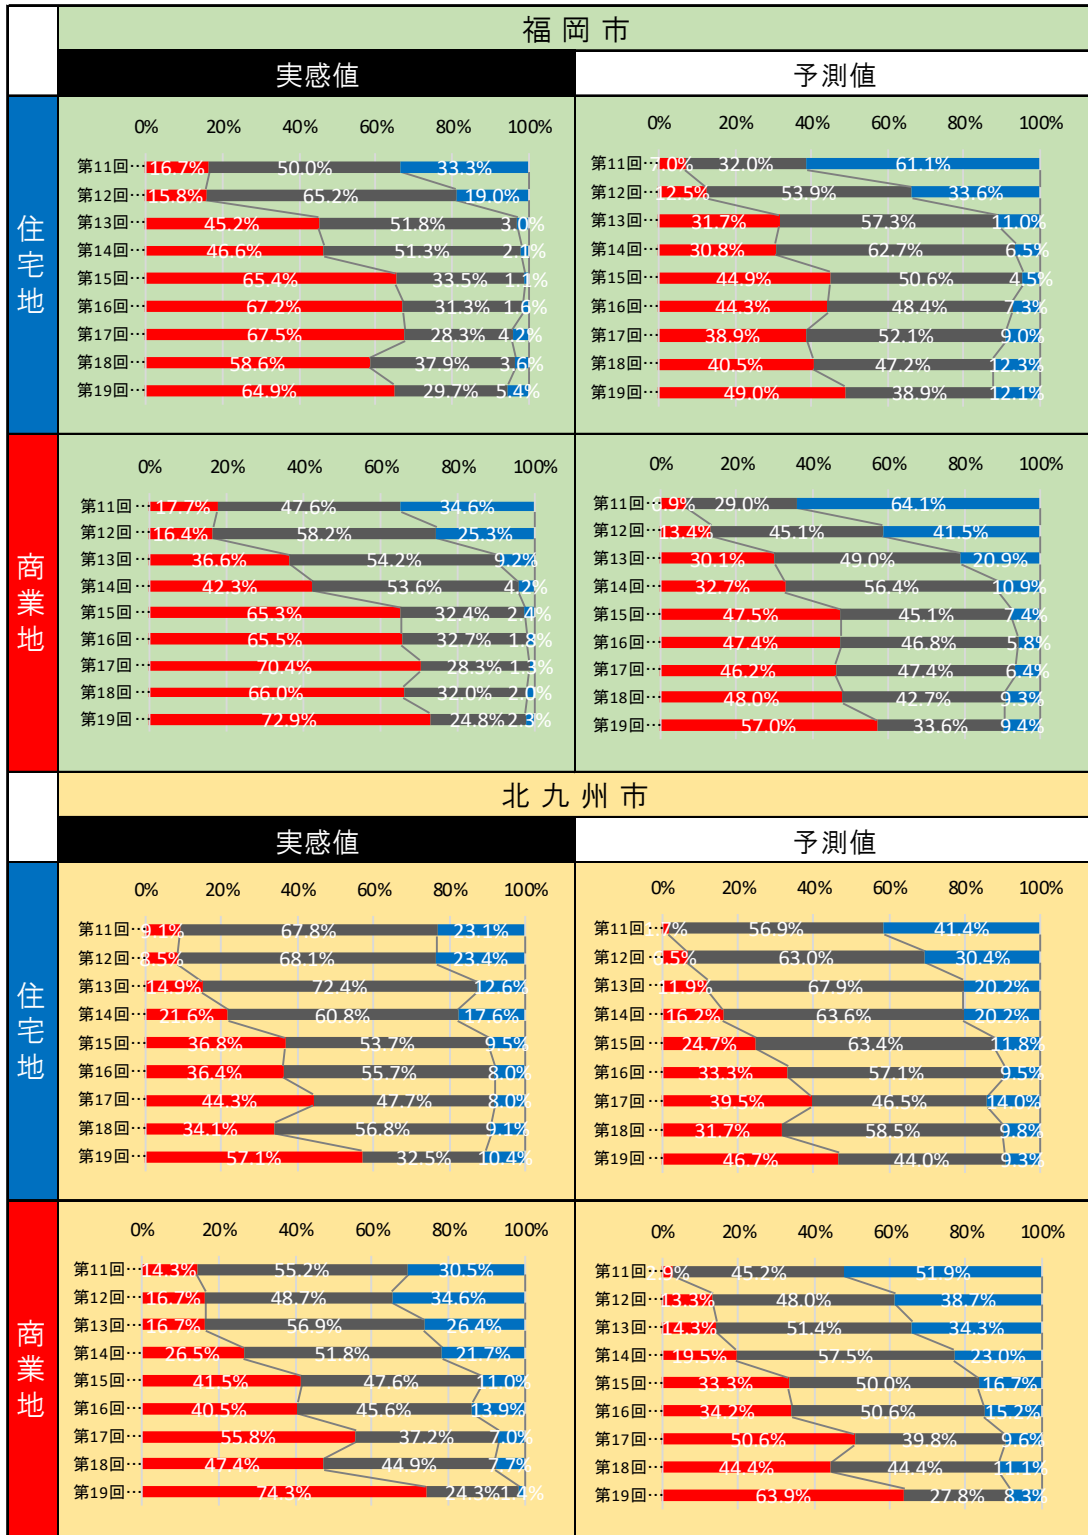 福岡市
実感値 予測値
住宅地
0% 20% 40% 60% 80% 100%
第11回… 16.7% 50.0% 33.3%
第12回… 15.8% 65.2% 19.0%
第13回… 45.2% 51.8% 3.0%
第14回… 46.6% 51.3% 2.1%
第15回… 65.4% 33.5% 1.1%
第16回… 67.2% 31.3% 1.6%
第17回… 67.5% 28.3% 4.2%
第18回… 58.6% 37.9% 3.6%
第19回… 64.9% 29.7% 5.4%
0% 20% 40% 60% 80% 100%
第11回… 7.0% 32.0% 61.1%
第12回… 12.5% 53.9% 33.6%
第13回… 31.7% 57.3% 11.0%
第14回… 30.8% 62.7% 6.5%
第15回… 44.9% 50.6% 4.5%
第16回… 44.3% 48.4% 7.3%
第17回… 38.9% 52.1% 9.0%
第18回… 40.5% 47.2% 12.3%
第19回… 49.0% 38.9% 12.1%
商業地
0% 20% 40% 60% 80% 100%
第11回… 17.7% 47.6% 34.6%
第12回… 16.4% 58.2% 25.3%
第13回… 36.6% 54.2% 9.2%
第14回… 42.3% 53.6% 4.2%
第15回… 65.3% 32.4% 2.4%
第16回… 65.5% 32.7% 1.8%
第17回… 70.4% 28.3% 1.3%
第18回… 66.0% 32.0% 2.0%
第19回… 72.9% 24.8% 2.3%
0% 20% 40% 60% 80% 100%
第11回… 6.9% 29.0% 64.1%
第12回… 13.4% 45.1% 41.5%
第13回… 30.1% 49.0% 20.9%
第14回… 32.7% 56.4% 10.9%
第15回… 47.5% 45.1% 7.4%
第16回… 47.4% 46.8% 5.8%
第17回… 46.2% 47.4% 6.4%
第18回… 48.0% 42.7% 9.3%
第19回… 57.0% 33.6% 9.4%
北九州市
実感値 予測値
住宅地
0% 20% 40% 60% 80% 100%
第11回… 9.1% 67.8% 23.1%
第12回… 8.5% 68.1% 23.4%
第13回… 14.9% 72.4% 12.6%
第14回… 21.6% 60.8% 17.6%
第15回… 36.8% 53.7% 9.5%
第16回… 36.4% 55.7% 8.0%
第17回… 44.3% 47.7% 8.0%
第18回… 34.1% 56.8% 9.1%
第19回… 57.1% 32.5% 10.4%
0% 20% 40% 60% 80% 100%
第11回… 1.7% 56.9% 41.4%
第12回… 6.5% 63.0% 30.4%
第13回… 11.9% 67.9% 20.2%
第14回… 16.2% 63.6% 20.2%
第15回… 24.7% 63.4% 11.8%
第16回… 33.3% 57.1% 9.5%
第17回… 39.5% 46.5% 14.0%
第18回… 31.7% 58.5% 9.8%
第19回… 46.7% 44.0% 9.3%
商業地
0% 20% 40% 60% 80% 100%
第11回… 14.3% 55.2% 30.5%
第12回… 16.7% 48.7% 34.6%
第13回… 16.7% 56.9% 26.4%
第14回… 26.5% 51.8% 21.7%
第15回… 41.5% 47.6% 11.0%
第16回… 40.5% 45.6% 13.9%
第17回… 55.8% 37.2% 7.0%
第18回… 47.4% 44.9% 7.7%
第19回… 74.3% 24.3% 1.4%
0% 20% 40% 60% 80% 100%
第11回… 2.9% 45.2% 51.9%
第12回… 13.3% 48.0% 38.7%
第13回… 14.3% 51.4% 34.3%
第14回… 19.5% 57.5% 23.0%
第15回… 33.3% 50.0% 16.7%
第16回… 34.2% 50.6% 15.2%
第17回… 50.6% 39.8% 9.6%
第18回… 44.4% 44.4% 11.1%
第19回… 63.9% 27.8% 8.3%